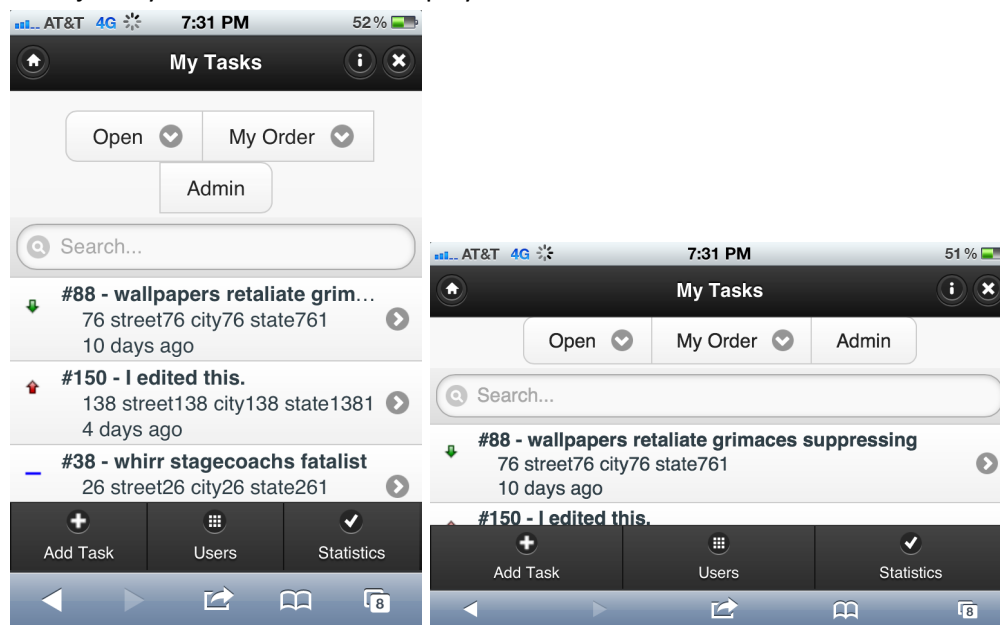 AT&T 4G 7:31 PM 52%
My Tasks
Open My Order
Admin
Search...
#88 - wallpapers retaliate grim…
76 street76 city76 state761
10 days ago
#150 - I edited this.
138 street138 city138 state1381
4 days ago
#38 - whirr stagecoachs fatalist
26 street26 city26 state261
Add Task Users Statistics
8
AT&T 4G 7:31 PM 51%
My Tasks
Open My Order Admin
Search...
#88 - wallpapers retaliate grimaces suppressing
76 street76 city76 state761
10 days ago
#150 - I edited this.
Add Task Users Statistics
8